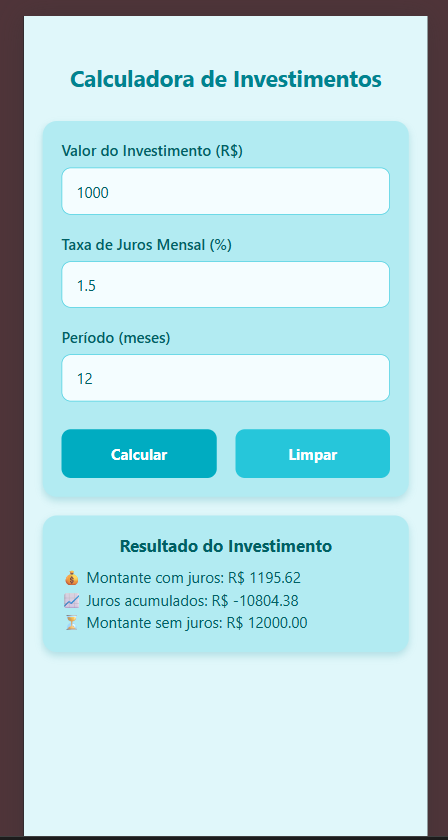 Calculadora de Investimentos
Valor do Investimento (R$)
1000
Taxa de Juros Mensal (%)
1.5
Período (meses)
12
Calcular Limpar
Resultado do Investimento
Montante com juros: R$ 1195.62
Juros acumulados: R$ -10804.38
Montante sem juros: R$ 12000.00